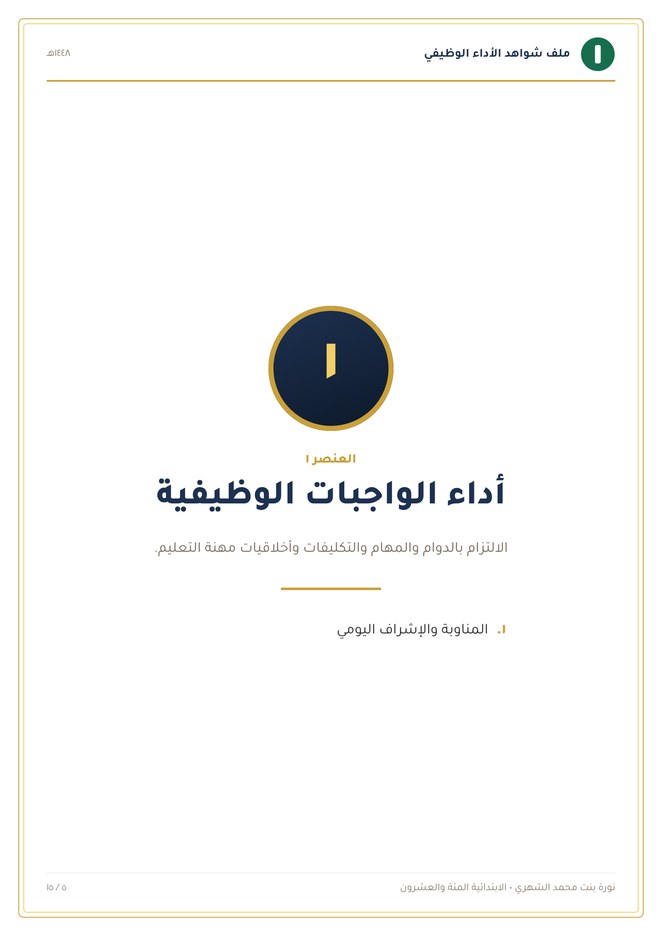 ١
ملف شواهد الأداء الوظيفي
١٤٤٨هـ
١
العنصر ١
أداء الواجبات الوظيفية
الالتزام بالدوام والمهام والتكليفات وأخلاقيات مهنة التعليم.
١. المناوبة والإشراف اليومي
نورة بنت محمد الشهري • الابتدائية المئة والعشرون
٥ / ١٥